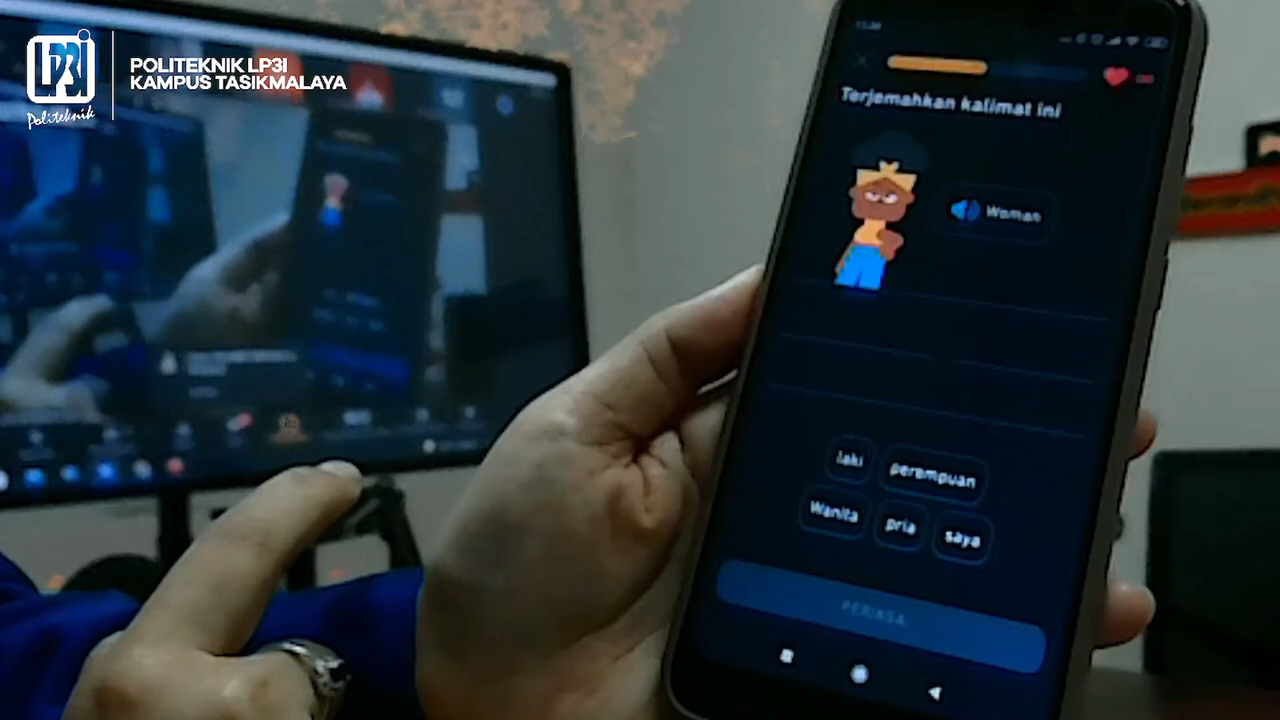 LP3I
Politeknik
POLITEKNIK LP3I
KAMPUS TASIKMALAYA
Terjemahkan kalimat ini
Woman
laki
perempuan
Wanita
pria
saya
PERIKSA